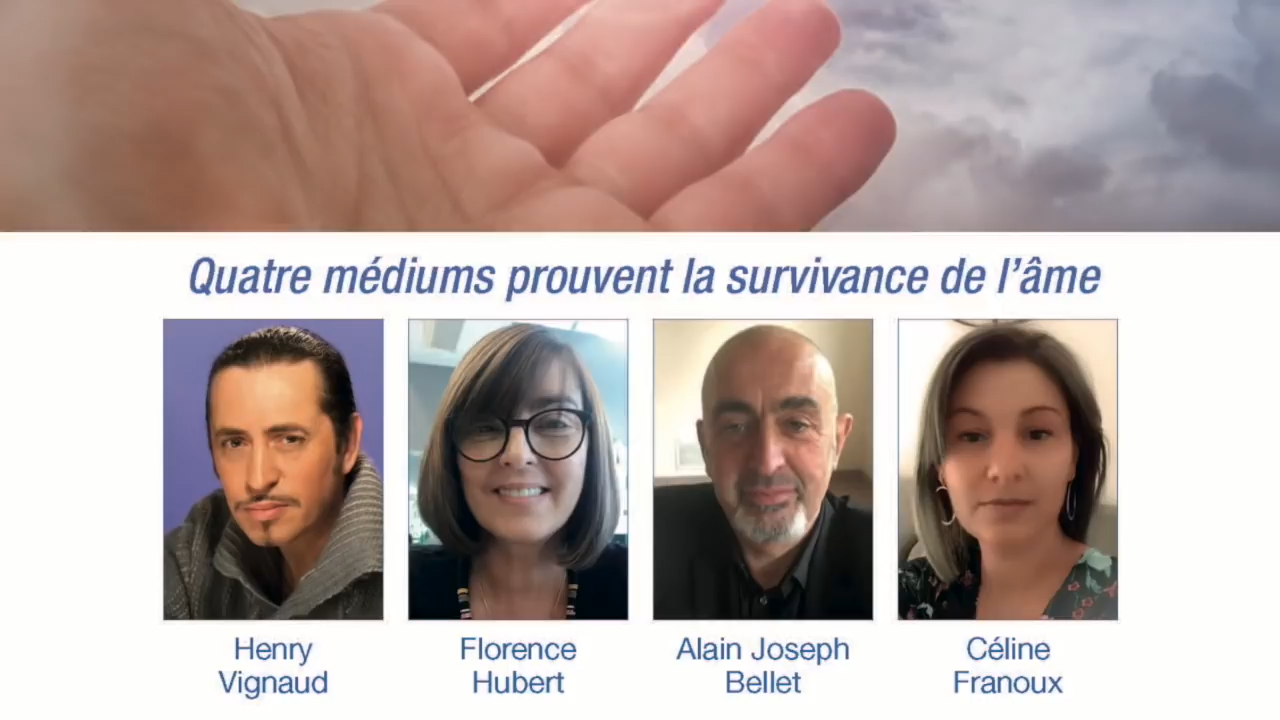 Quatre médiums prouvent la survivance de l’âme
Henry
Vignaud
Florence
Hubert
Alain Joseph
Bellet
Céline
Franoux